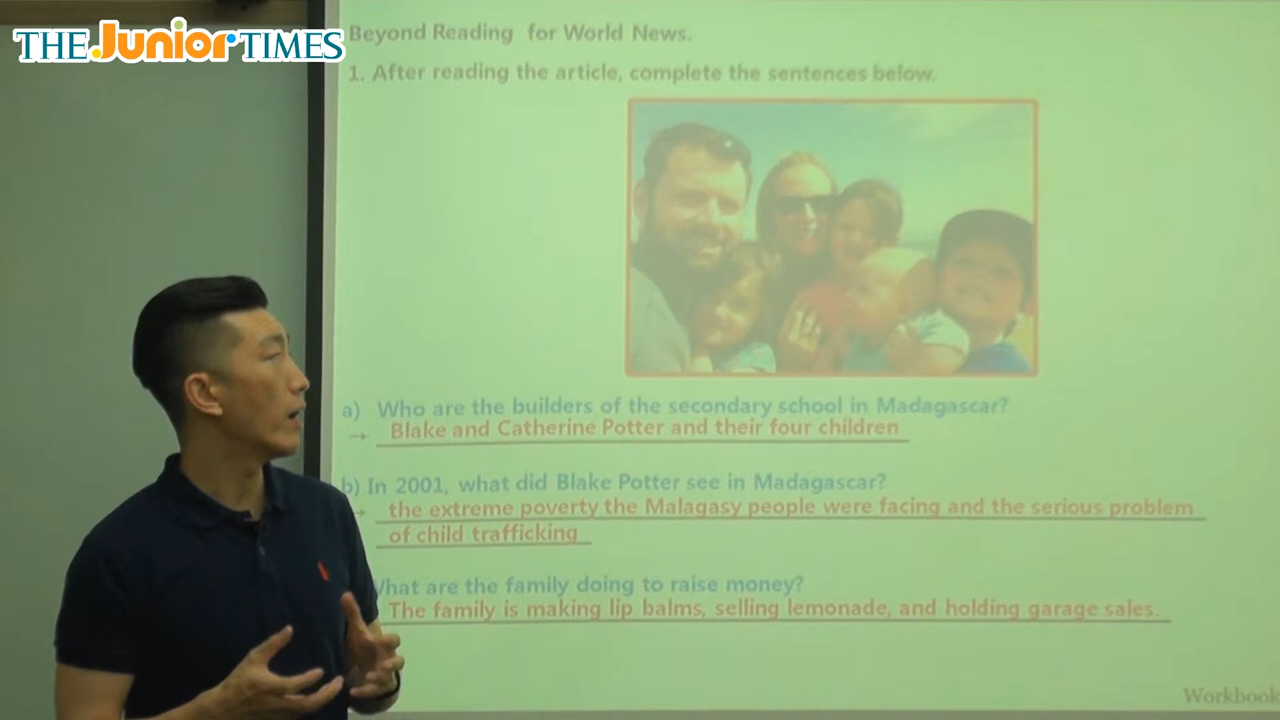 THE Junior TIMES
Beyond Reading for World News.
1. After reading the article, complete the sentences below.
a) Who are the builders of the secondary school in Madagascar?
→ Blake and Catherine Potter and their four children
b) In 2001, what did Blake Potter see in Madagascar?
→ the extreme poverty the Malagasy people were facing and the serious problem
of child trafficking
hat are the family doing to raise money?
The family is making lip balms, selling lemonade, and holding garage sales.
Workbook